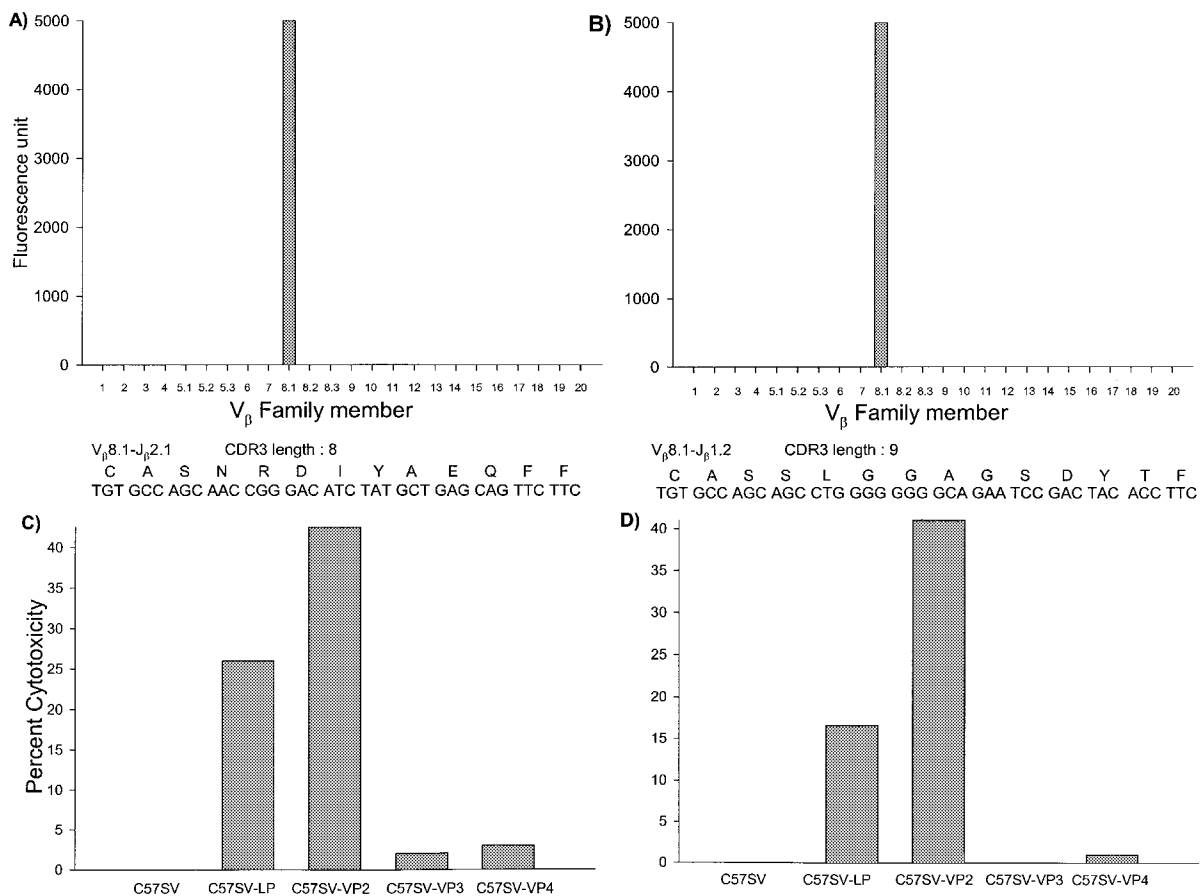 A)
5000
4000
3000
2000
1000
0
Fluorescence unit
1 2 3 4 5.1 5.2 5.3 6 7 8.1 8.2 8.3 9 10 11 12 13 14 15 16 17 18 19 20
Vβ Family member
Vβ8.1-Jβ2.1 CDR3 length : 8
C A S N R D I Y A E Q F F
TGT GCC AGC AAC CGG GAC ATC TAT GCT GAG CAG TTC TTC
B)
5000
4000
3000
2000
1000
0
1 2 3 4 5.1 5.2 5.3 6 7 8.1 8.2 8.3 9 10 11 12 13 14 15 16 17 18 19 20
Vβ Family member
Vβ8.1-Jβ1.2 CDR3 length : 9
C A S S L G G A G S D Y T F
TGT GCC AGC AGC CTG GGG GGG GCA GAA TCC GAC TAC ACC TTC
C)
40
35
30
25
20
15
10
5
0
Percent Cytotoxicity
C57SV C57SV-LP C57SV-VP2 C57SV-VP3 C57SV-VP4
D)
40
35
30
25
20
15
10
5
0
C57SV C57SV-LP C57SV-VP2 C57SV-VP3 C57SV-VP4